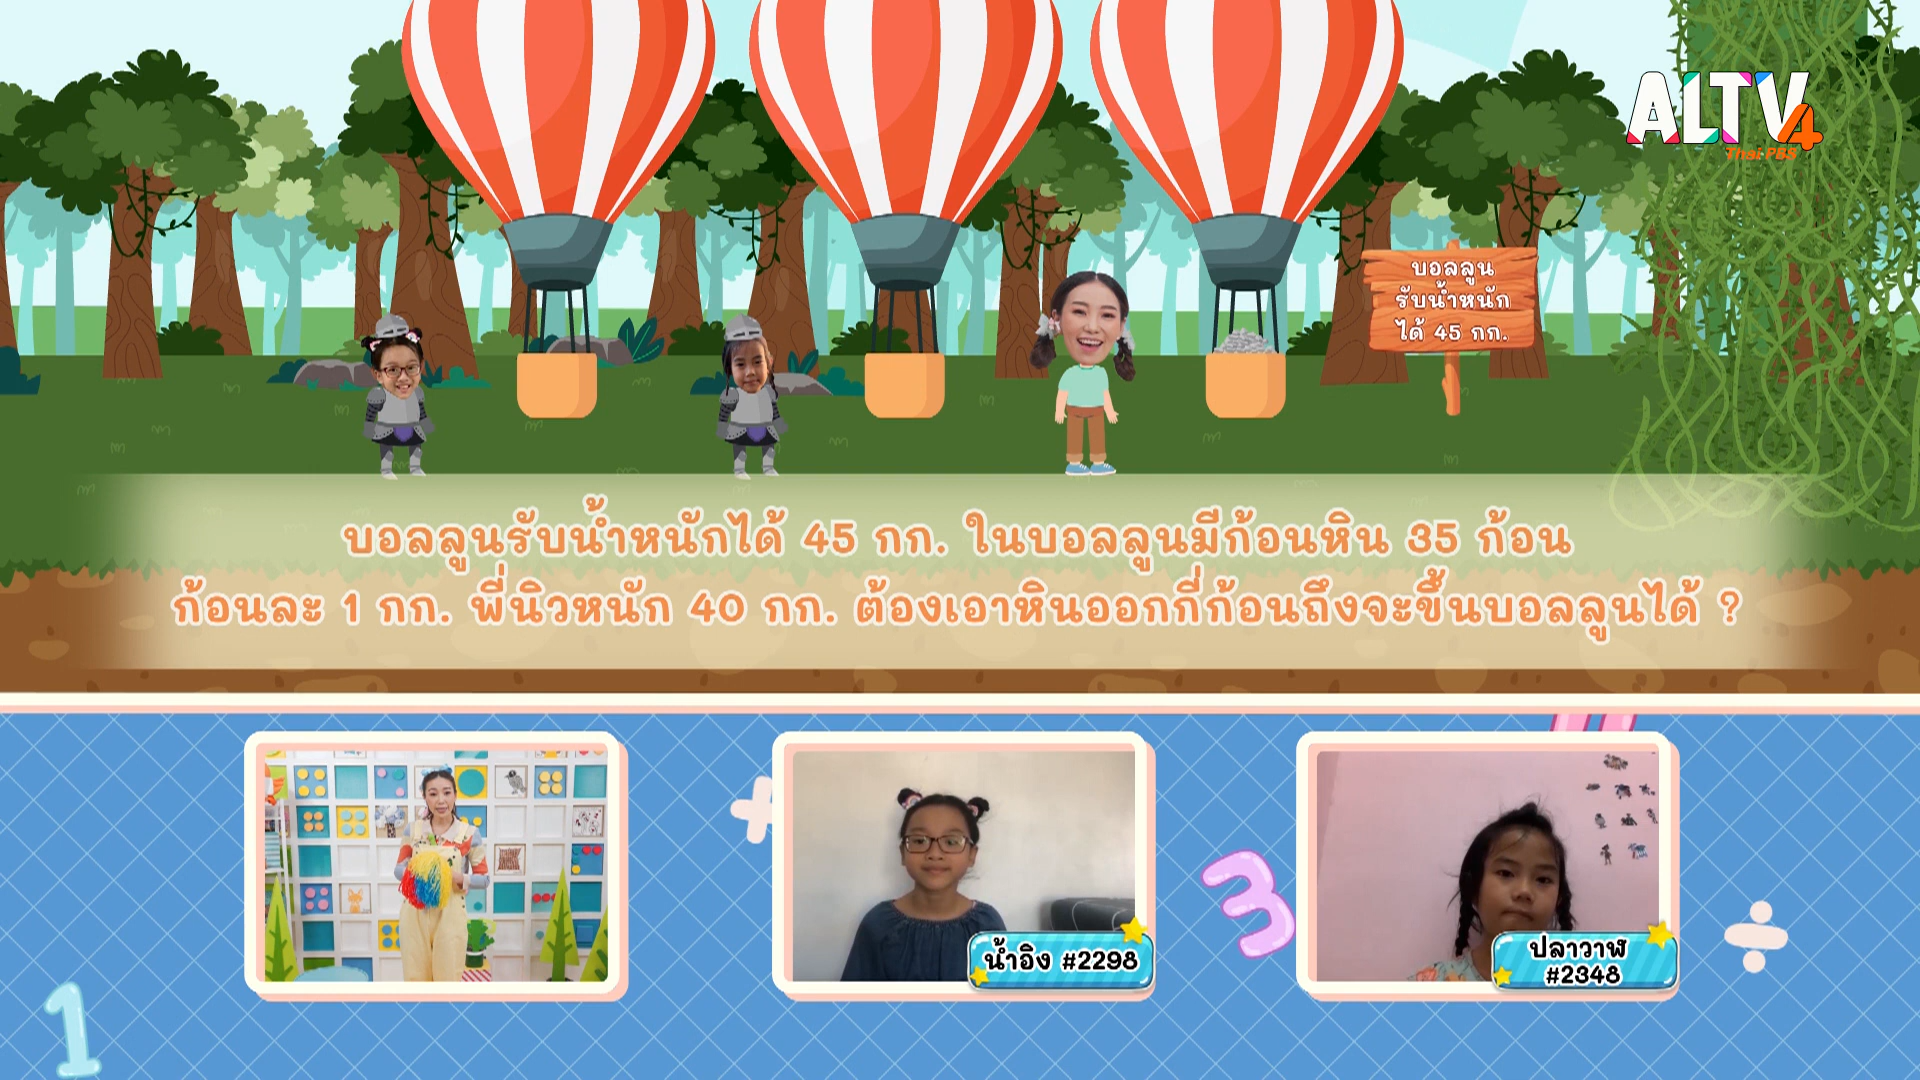 ALTV4
Thai PBS
บอลลูน
รับน้ำหนัก
ได้ 45 กก.
บอลลูนรับน้ำหนักได้ 45 กก. ในบอลลูนมีก้อนหิน 35 ก้อน
ก้อนละ 1 กก. พี่นิวหนัก 40 กก. ต้องเอาหินออกกี่ก้อนถึงจะขึ้นบอลลูนได้ ?
น้ำอิง #2298
ปลาวาฬ
#2348
3
1